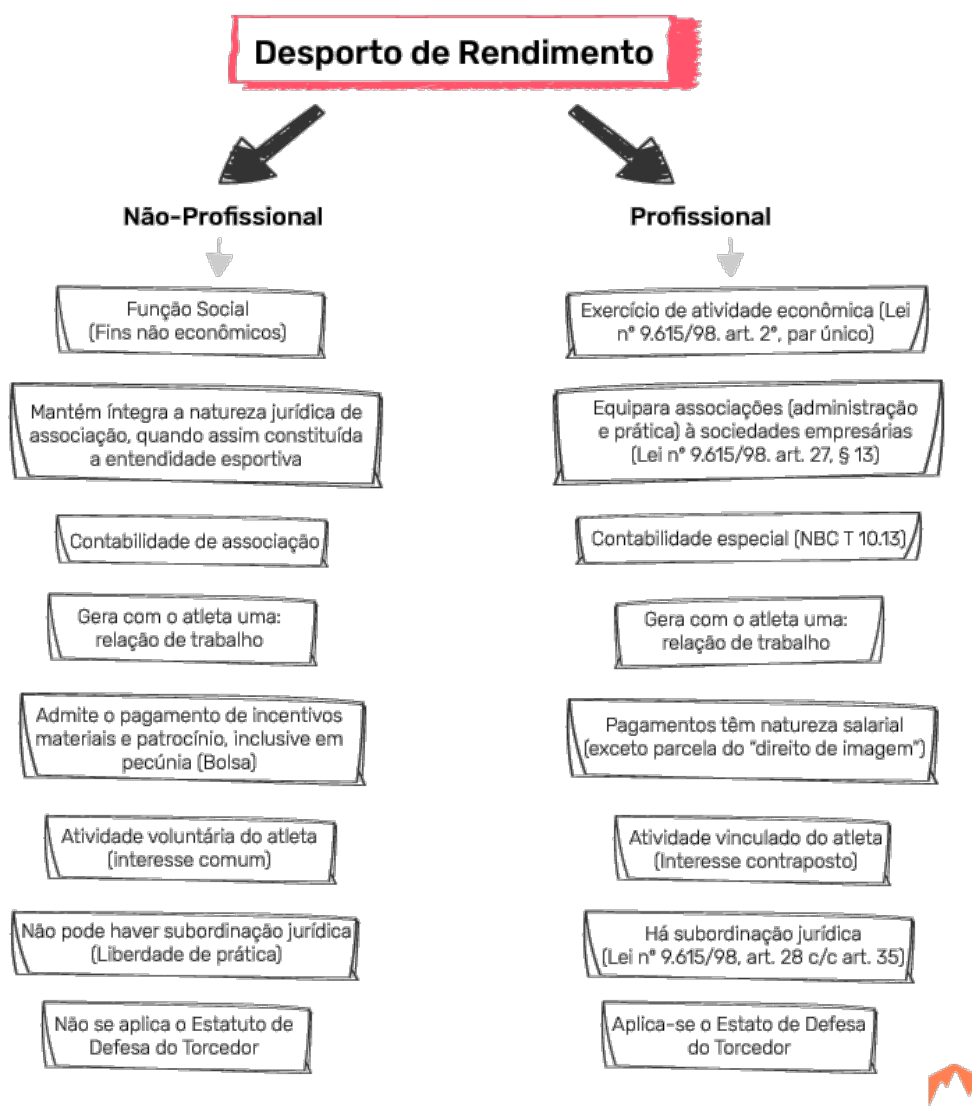 Desporto de Rendimento
Não-Profissional
Função Social
(Fins não econômicos)
Mantém íntegra a natureza jurídica de
associação, quando assim constituída
a entendidade esportiva
Contabilidade de associação
Gera com o atleta uma:
relação de trabalho
Admite o pagamento de incentivos
materiais e patrocínio, inclusive em
pecúnia (Bolsa)
Atividade voluntária do atleta
(interesse comum)
Não pode haver subordinação jurídica
(Liberdade de prática)
Não se aplica o Estatuto de
Defesa do Torcedor
Profissional
Exercício de atividade econômica (Lei
nº 9.615/98. art. 2º, par único)
Equipara associações (administração
e prática) à sociedades empresárias
(Lei nº 9.615/98. art. 27, § 13)
Contabilidade especial (NBC T 10.13)
Gera com o atleta uma:
relação de trabalho
Pagamentos têm natureza salarial
(exceto parcela do “direito de imagem”)
Atividade vinculado do atleta
(Interesse contraposto)
Há subordinação jurídica
(Lei nº 9.615/98, art. 28 c/c art. 35)
Aplica-se o Estato de Defesa
do Torcedor